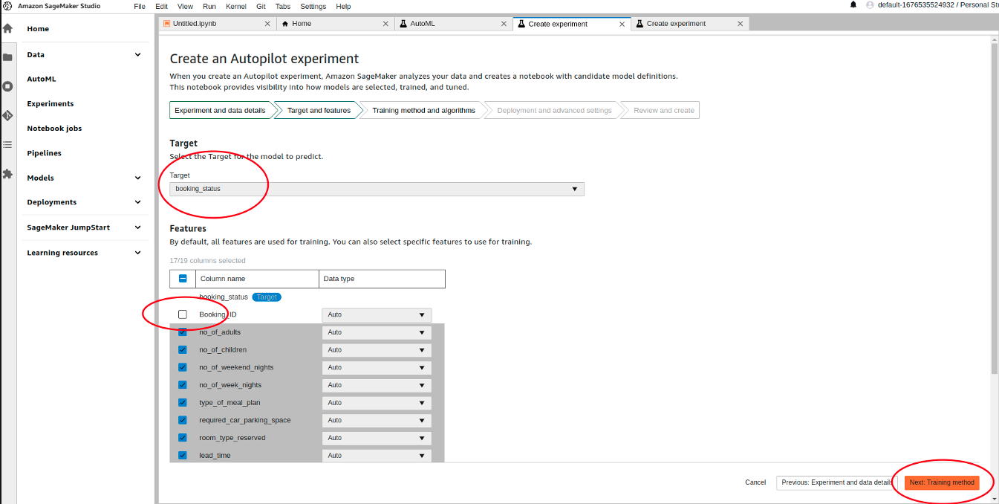 Amazon SageMaker Studio File Edit View Run Kernel Git Tabs Settings Help default-1676535524932 / Personal
Untitled.ipynb Home AutoML Create experiment Create experiment
Home
Data
AutoML
Experiments
Notebook jobs
Pipelines
Models
Deployments
SageMaker JumpStart
Learning resources
Create an Autopilot experiment
When you create an Autopilot experiment, Amazon SageMaker analyzes your data and creates a notebook with candidate model definitions.
This notebook provides visibility into how models are selected, trained, and tuned.
Experiment and data details Target and features Training method and algorithms Deployment and advanced settings Review and create
Target
Select the Target for the model to predict.
Target
booking_status
Features
By default, all features are used for training. You can also select specific features to use for training.
17/19 columns selected
Column name Data type
booking_status Target
Booking_ID Auto
no_of_adults Auto
no_of_children Auto
no_of_weekend_nights Auto
no_of_week_nights Auto
type_of_meal_plan Auto
required_car_parking_space Auto
room_type_reserved Auto
lead_time Auto
Cancel Previous: Experiment and data details Next: Training method